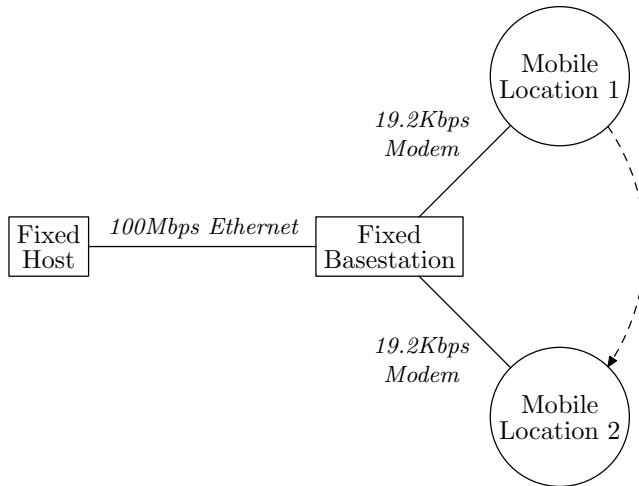 Mobile
Location 1
19.2Kbps
Modem
100Mbps Ethernet
Fixed
Host
Fixed
Basestation
19.2Kbps
Modem
Mobile
Location 2